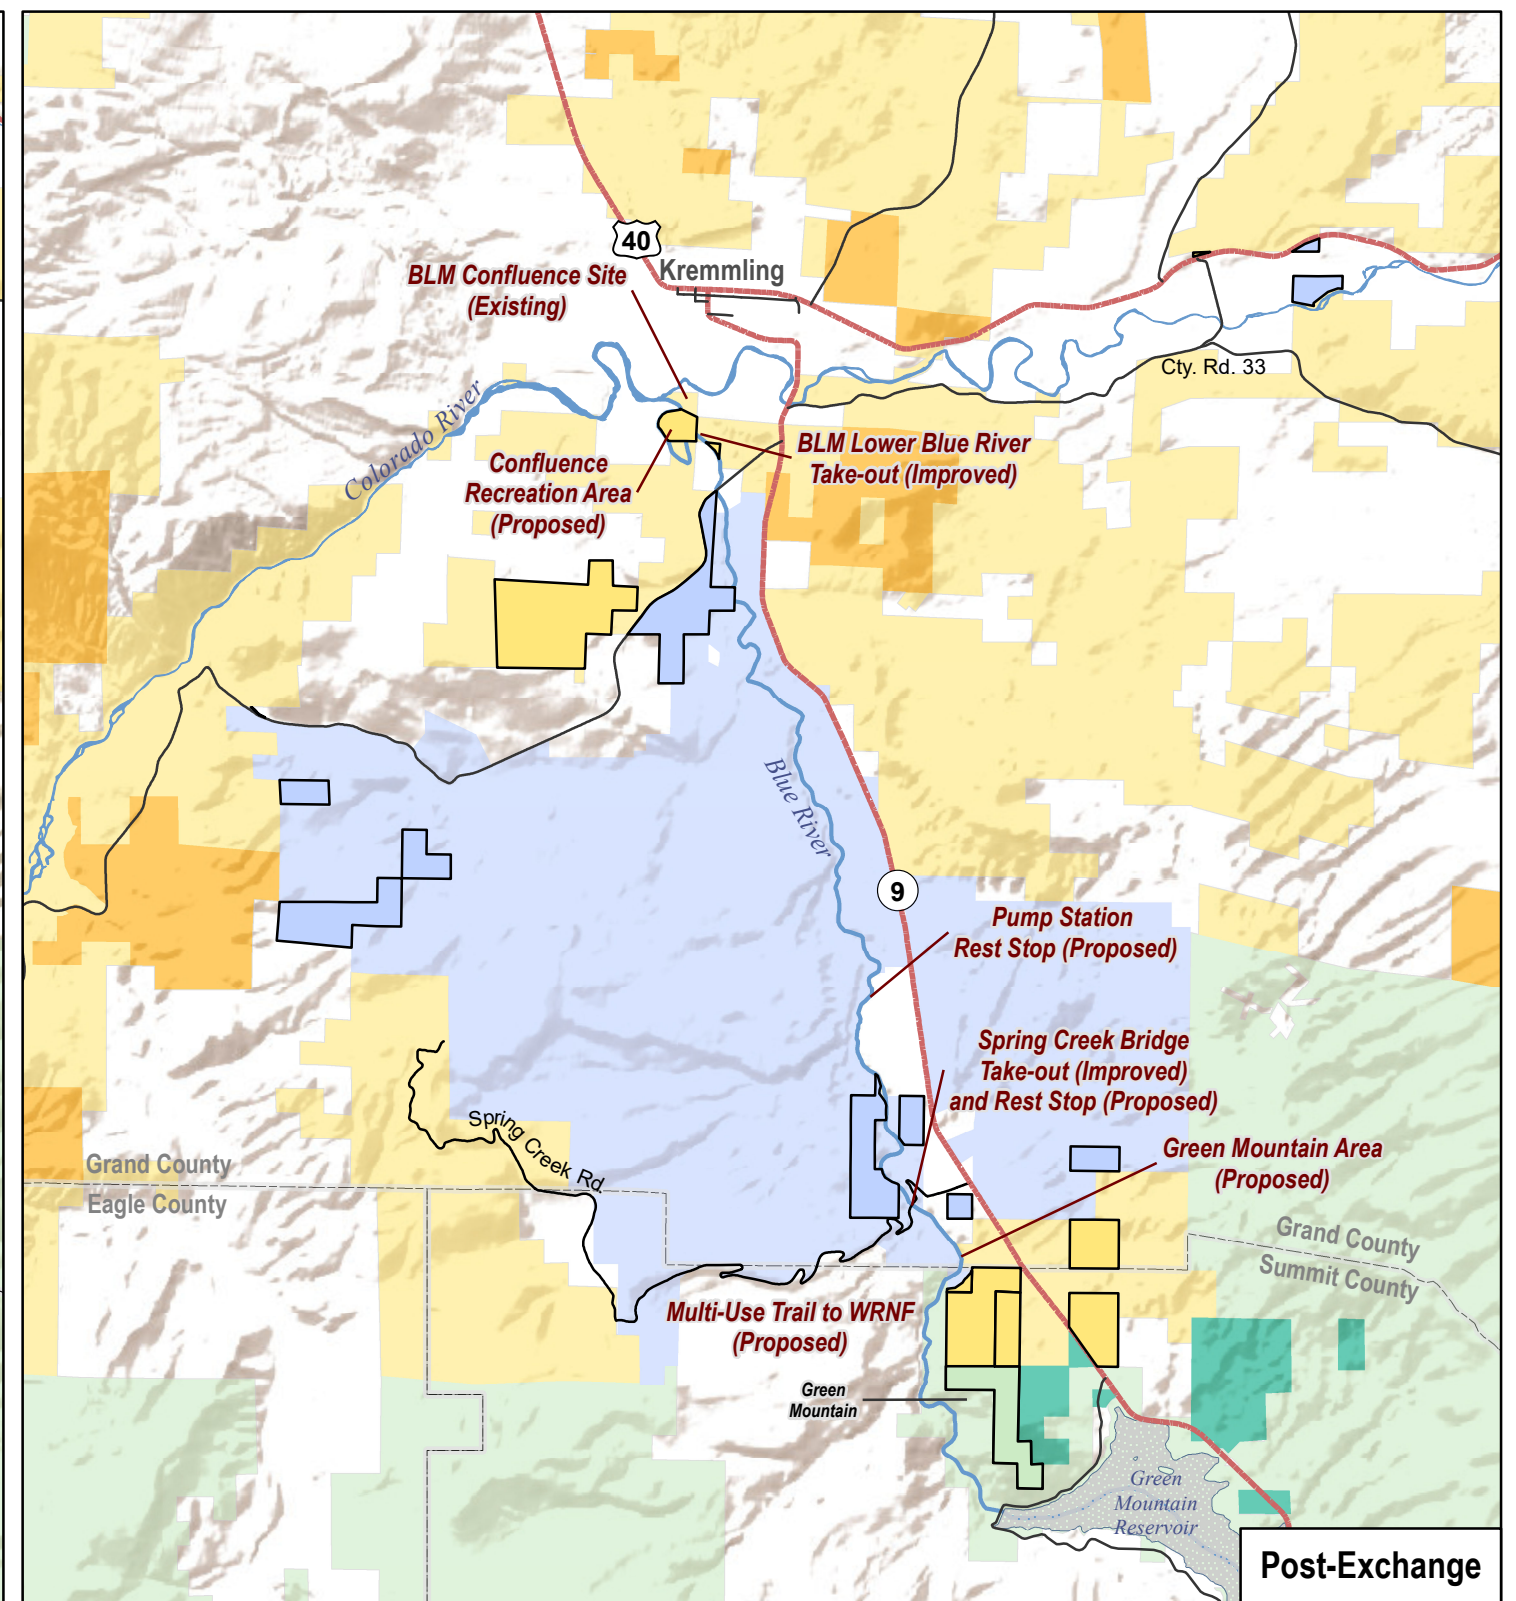 40
Kremmling
BLM Confluence Site
(Existing)
Cty. Rd. 33
Colorado River
BLM Lower Blue River
Take-out (Improved)
Confluence
Recreation Area
(Proposed)
Blue River
9
Pump Station
Rest Stop (Proposed)
Spring Creek Bridge
Take-out (Improved)
and Rest Stop (Proposed)
Spring Creek Rd.
Green Mountain Area
(Proposed)
Grand County
Eagle County
Grand County
Summit County
Multi-Use Trail to WRNF
(Proposed)
Green
Mountain
Green
Mountain
Reservoir
Post-Exchange